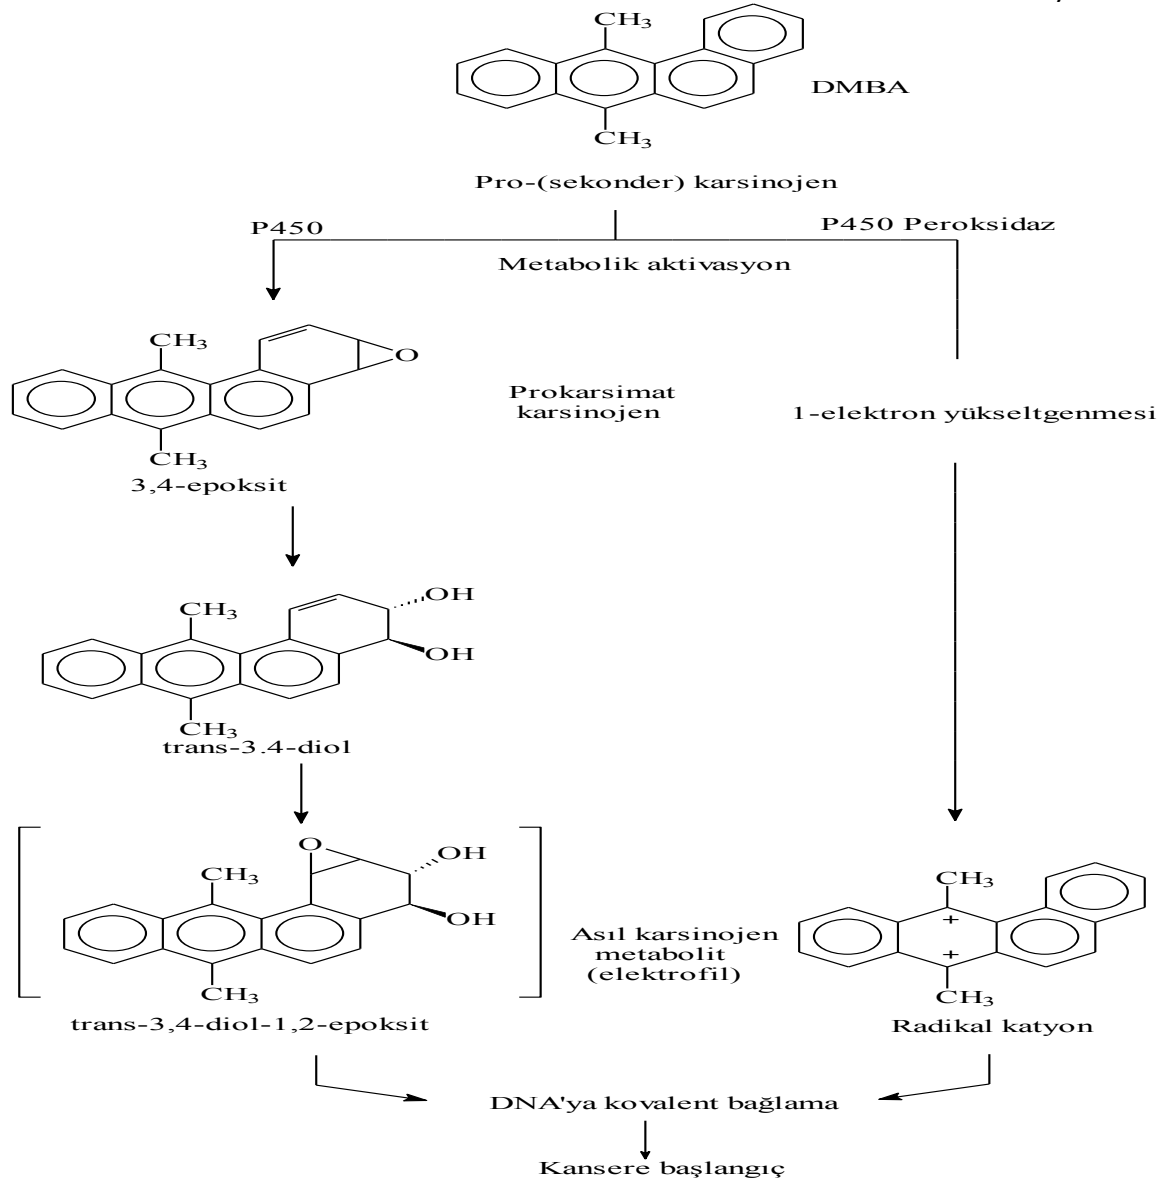 CH3
DMBA
CH3
Pro-(sekonder) karsinojen
P450
P450 Peroksidaz
Metabolik aktivasyon
CH3
O
Prokarsimat
karsinojen
1-elektron yükseltgenmesi
CH3
3,4-epoksit
CH3
OH
OH
CH3
trans-3.4-diol
O
OH
CH3
OH
CH3
Asıl karsinojen
metabolit
(elektrofil)
CH3
+
+
CH3
trans-3,4-diol-1,2-epoksit
Radikal katyon
DNA'ya kovalent bağlama
Kansere başlangıç